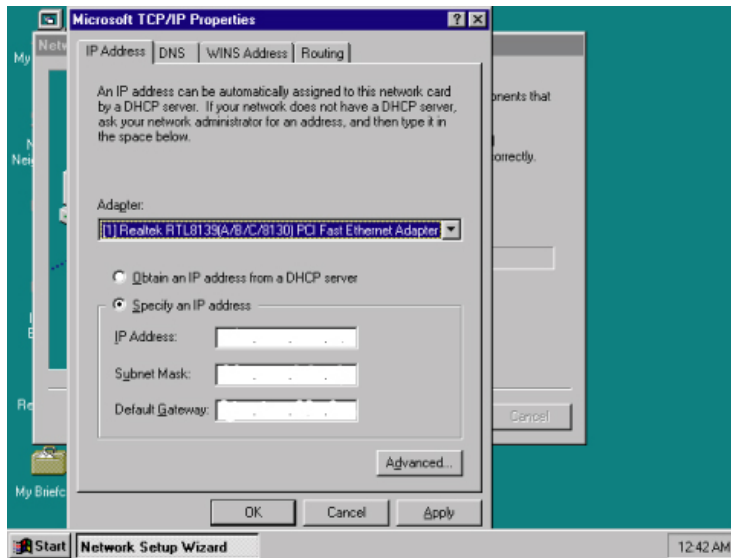 Microsoft TCP/IP Properties
Netw
My
IP Address DNS WINS Address Routing
An IP address can be automatically assigned to this network card
by a DHCP server. If your network does not have a DHCP server,
ask your network administrator for an address, and then type it in
the space below.
onents that
orrectly.
N
Neig
Adapter:
[1] Realtek RTL8139(A/B/C/8130) PCI Fast Ethernet Adapter
Obtain an IP address from a DHCP server
Specify an IP address
IP Address:
Subnet Mask:
Default Gateway:
Re
Cancel
Advanced...
My Briefc
OK Cancel Apply
Start Network Setup Wizard 12:42 AM